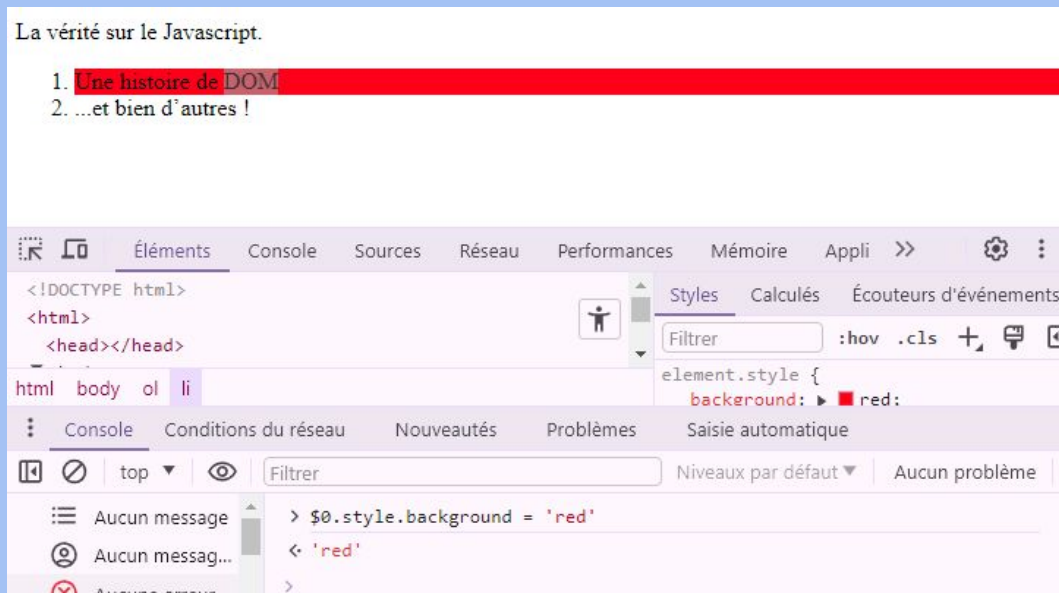 La vérité sur le Javascript.
1. Une histoire de DOM
2. ...et bien d'autres !
Éléments Console Sources Réseau Performances Mémoire Appli >>
<!DOCTYPE html>
<html>
<head></head>
html body ol li
Styles Calculés Écouteurs d'événements
Filtrer :hov .cls
element.style {
background: ▶ red;
Console Conditions du réseau Nouveautés Problèmes Saisie automatique
top ▼ Filtrer Niveaux par défaut ▼ Aucun problème
Aucun message
Aucun messag...
Aucune erreur
> $0.style.background = 'red'
<· 'red'
>